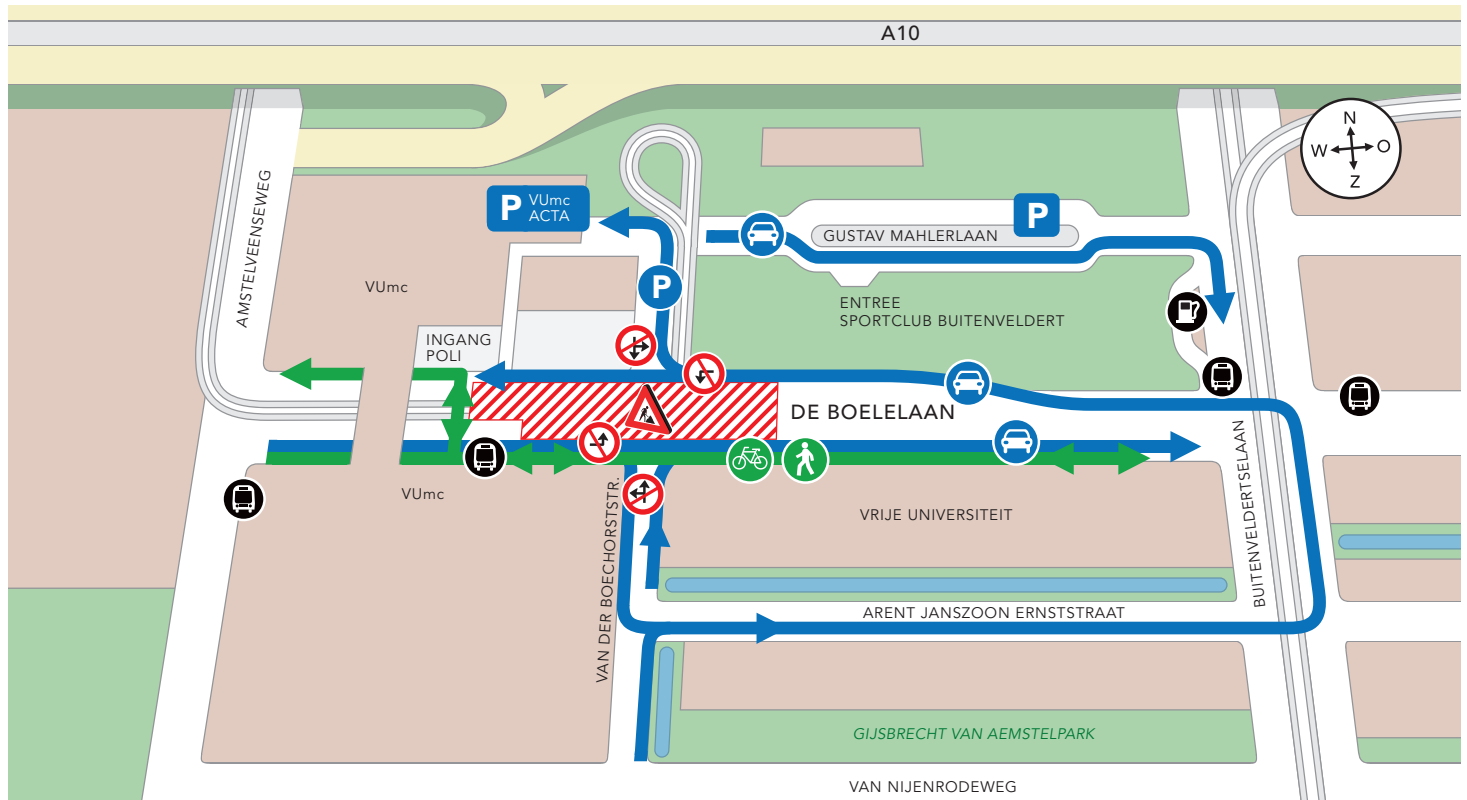 A10
N
W
O
Z
AMSTELVEENSEWEG
P VUmc
ACTA
P
GUSTAV MAHLERLAAN
VUmc
P
ENTREE
SPORTCLUB BUITENVELDERT
INGANG
POLI
DE BOELELAAN
BUITENVELDERTSELAAN
VUmc
VAN DER BOECHORSTSTR.
VRIJE UNIVERSITEIT
ARENT JANSZOON ERNSTSTRAAT
GIJSBRECHT VAN AEMSTELPARK
VAN NIJENRODEWEG